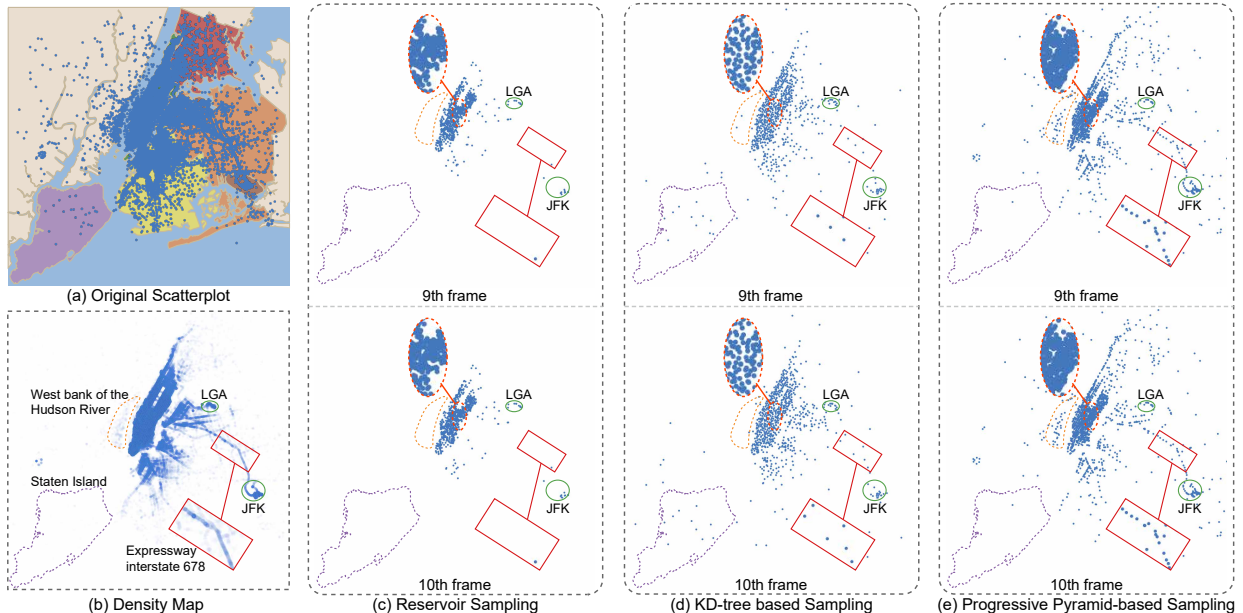 (a) Original Scatterplot
West bank of the
Hudson River
LGA
Staten Island
JFK
Expressway
interstate 678
(b) Density Map
LGA
JFK
9th frame
LGA
JFK
10th frame
(c) Reservoir Sampling
LGA
JFK
9th frame
LGA
JFK
10th frame
(d) KD-tree based Sampling
LGA
JFK
9th frame
LGA
JFK
10th frame
(e) Progressive Pyramid-based Sampling